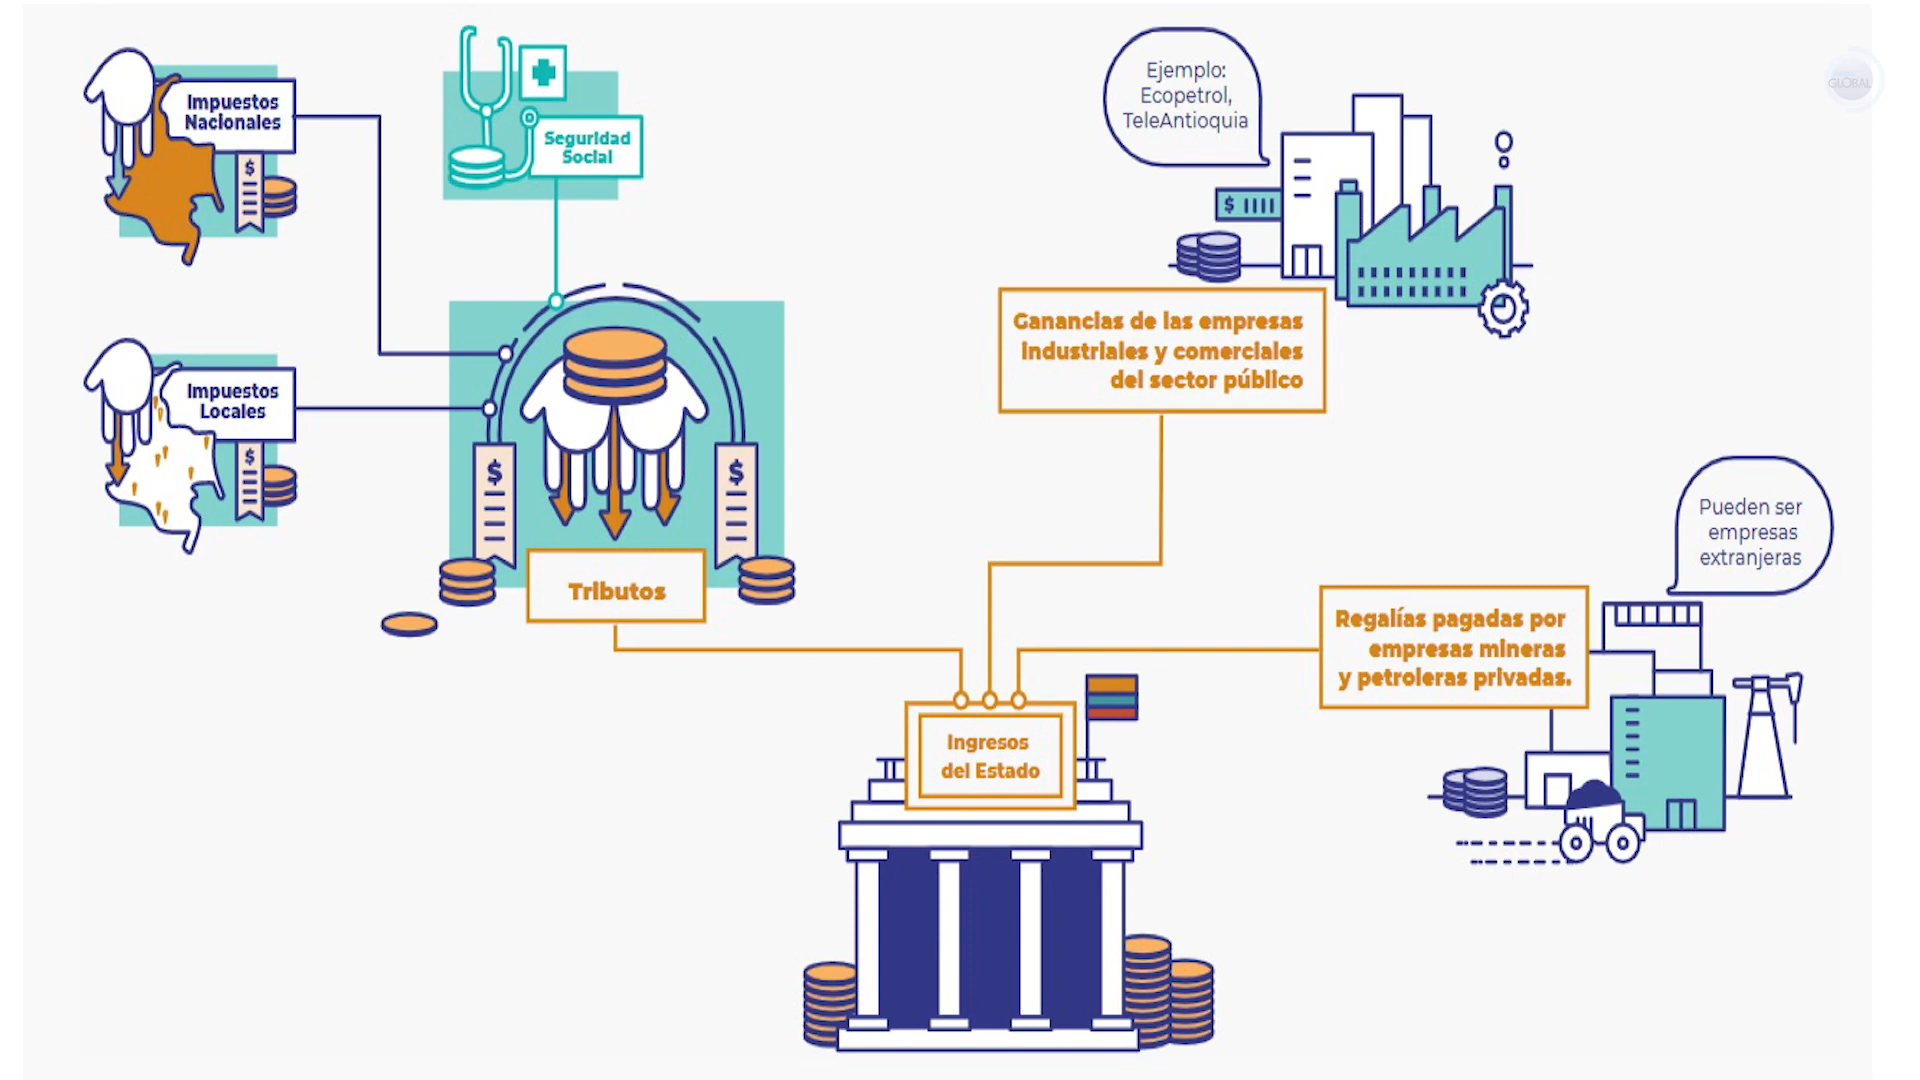 Impuestos
Nacionales
Seguridad
Social
Ejemplo:
Ecopetrol,
TeleAntioquia
GLOBAL
$
$
Impuestos
Locales
$
$
$
Ganancias de las empresas
industriales y comerciales
del sector público
Tributos
Pueden ser
empresas
extranjeras
Regalías pagadas por
empresas mineras
y petroleras privadas.
Ingresos
del Estado